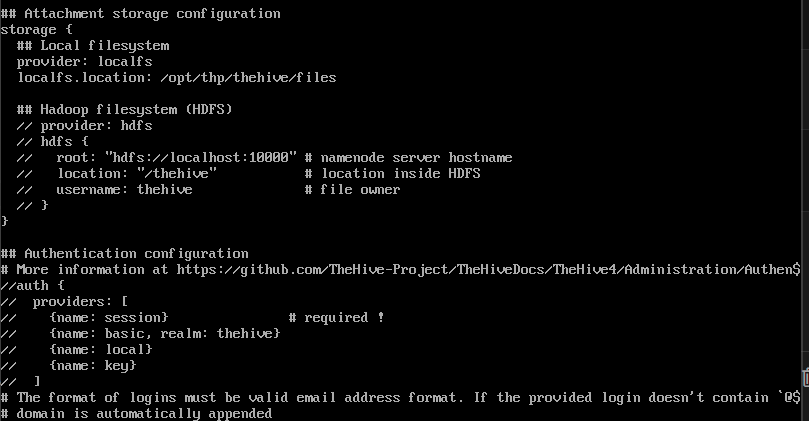 ## Attachment storage configuration
storage {
  ## Local filesystem
  provider: localfs
  localfs.location: /opt/thp/thehive/files

  ## Hadoop filesystem (HDFS)
  // provider: hdfs
  // hdfs {
  //   root: "hdfs://localhost:10000" # namenode server hostname
  //   location: "/thehive"           # location inside HDFS
  //   username: thehive              # file owner
  // }
}

## Authentication configuration
# More information at https://github.com/TheHive-Project/TheHiveDocs/TheHive4/Administration/Authen$
//auth {
//  providers: [
//    {name: session}               # required !
//    {name: basic, realm: thehive}
//    {name: local}
//    {name: key}
//  ]
# The format of logins must be valid email address format. If the provided login doesn't contain `@$
# domain is automatically appended